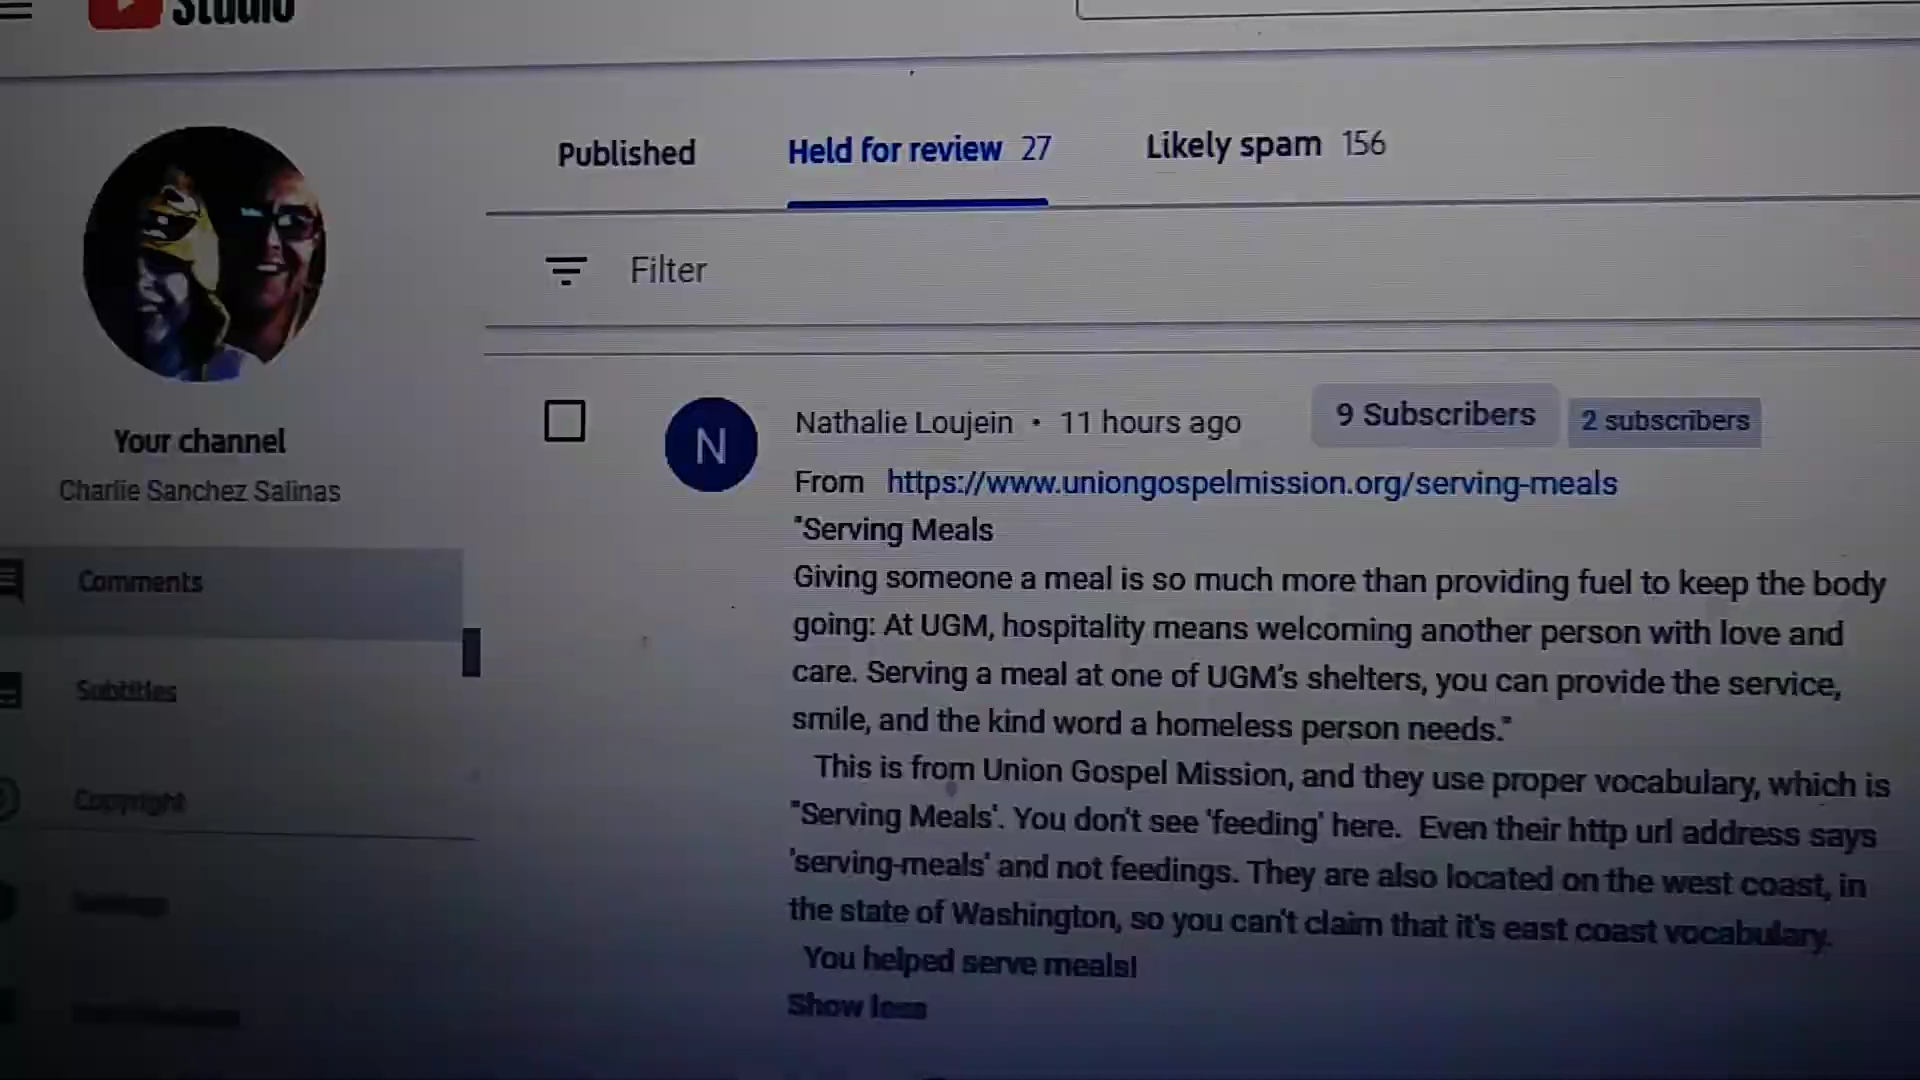 Studio
Published
Held for review 27
Likely spam 156
Filter
Your channel
Charlie Sanchez Salinas
Comments
Subtitles
Copyright
Settings
N
Nathalie Loujein • 11 hours ago
9 Subscribers
2 subscribers
From https://www.uniongospelmission.org/serving-meals
"Serving Meals
Giving someone a meal is so much more than providing fuel to keep the body
going: At UGM, hospitality means welcoming another person with love and
care. Serving a meal at one of UGM's shelters, you can provide the service,
smile, and the kind word a homeless person needs."
This is from Union Gospel Mission, and they use proper vocabulary, which is
"Serving Meals'. You don't see 'feeding' here. Even their http url address says
'serving-meals' and not feedings. They are also located on the west coast, in
the state of Washington, so you can't claim that it's east coast vocabulary.
You helped serve meals!
Show less